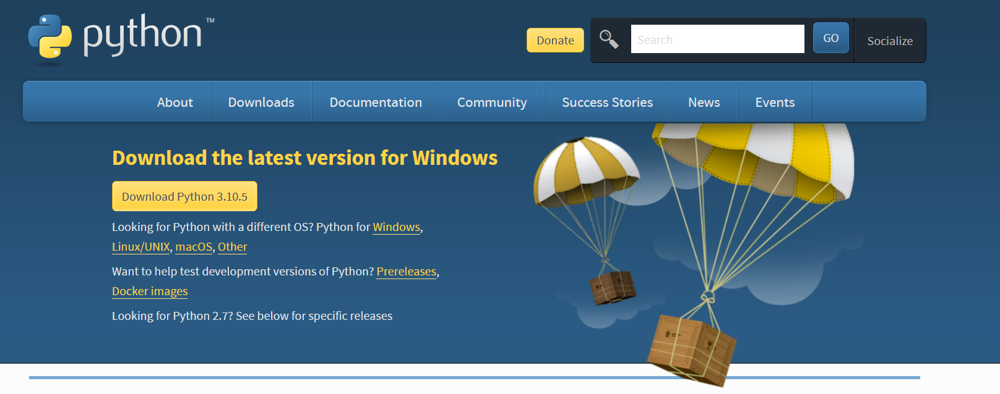 python™
Donate
Search
GO
Socialize
About Downloads Documentation Community Success Stories News Events
Download the latest version for Windows
Download Python 3.10.5
Looking for Python with a different OS? Python for Windows,
Linux/UNIX, macOS, Other
Want to help test development versions of Python? Prereleases,
Docker images
Looking for Python 2.7? See below for specific releases